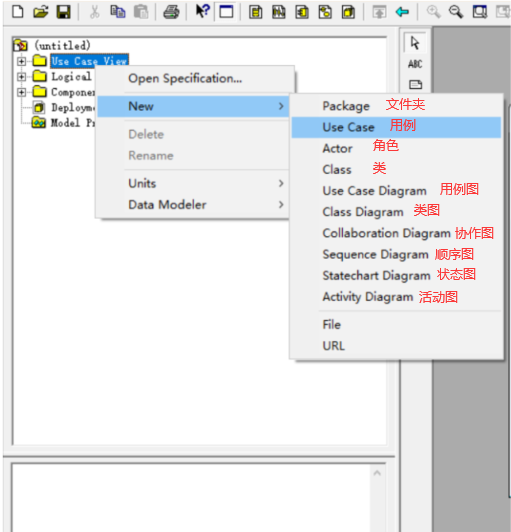 (untitled)
Use Case View
Logical
Componen
Deployme
Model Pr
ABC
Open Specification...
New
Delete
Rename
Units
Data Modeler
Package 文件夹
Use Case 用例
Actor 角色
Class 类
Use Case Diagram 用例图
Class Diagram 类图
Collaboration Diagram 协作图
Sequence Diagram 顺序图
Statechart Diagram 状态图
Activity Diagram 活动图
File
URL